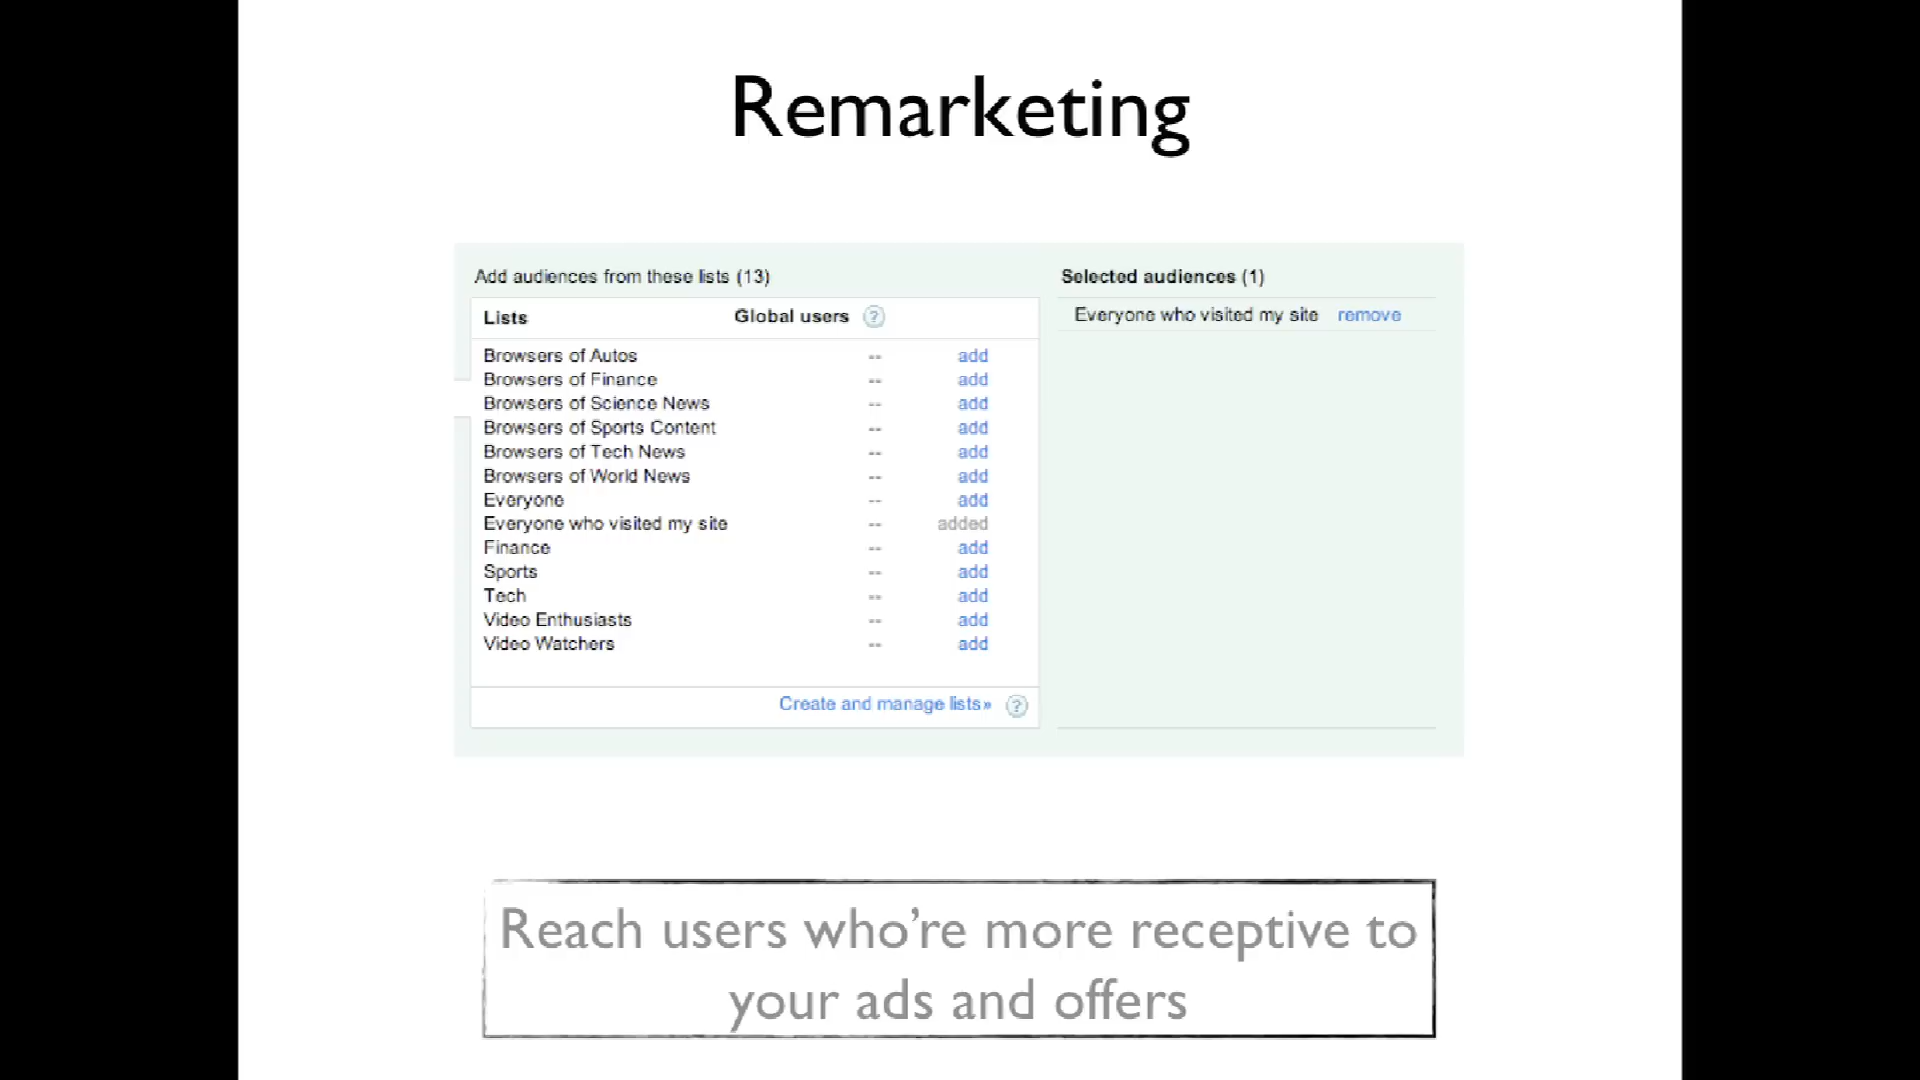 Remarketing
Add audiences from these lists (13)
Selected audiences (1)
Lists Global users ?
Everyone who visited my site remove
Browsers of Autos -- add
Browsers of Finance -- add
Browsers of Science News -- add
Browsers of Sports Content -- add
Browsers of Tech News -- add
Browsers of World News -- add
Everyone -- add
Everyone who visited my site -- added
Finance -- add
Sports -- add
Tech -- add
Video Enthusiasts -- add
Video Watchers -- add
Create and manage lists» ?
Reach users who’re more receptive to
your ads and offers